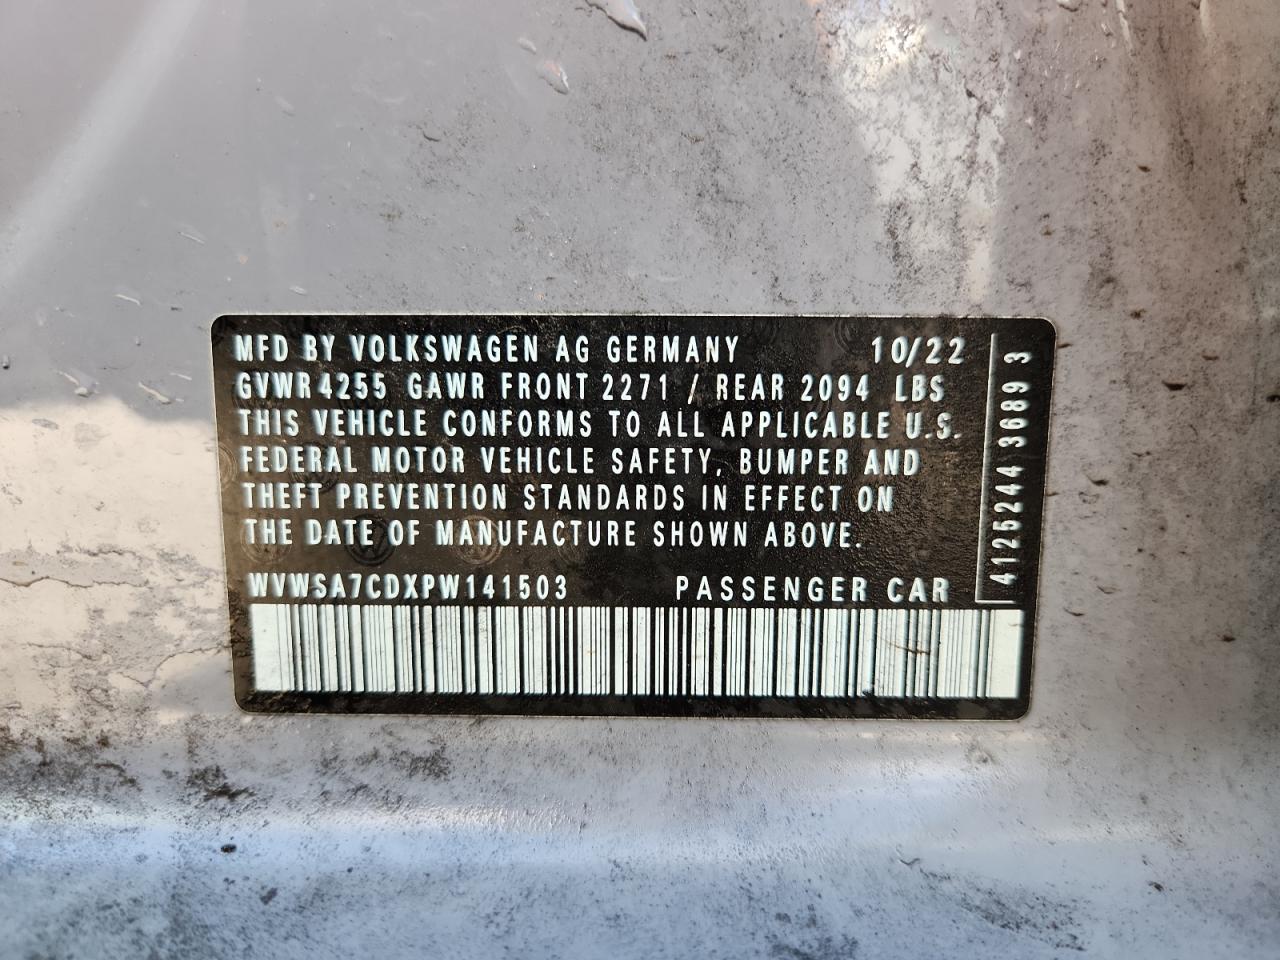 MFD BY VOLKSWAGEN AG GERMANY 10/22
GVWR 4255 GAWR FRONT 2271 / REAR 2094 LBS
THIS VEHICLE CONFORMS TO ALL APPLICABLE U.S.
FEDERAL MOTOR VEHICLE SAFETY, BUMPER AND
THEFT PREVENTION STANDARDS IN EFFECT ON
THE DATE OF MANUFACTURE SHOWN ABOVE.
WVWSA7CDXPW141503 PASSENGER CAR
4125244 3689 3